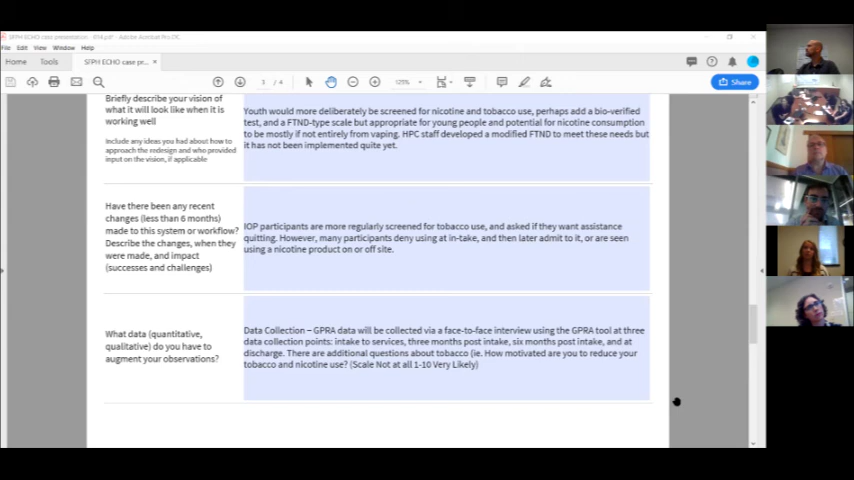 SFPH ECHO case presentation - 4/14.pdf - Adobe Acrobat Pro DC
File Edit View Window Help
Home Tools SFPH ECHO case pr... ×
Share
3 / 4
125%
Briefly describe your vision of
what it will look like when it is
working well
Include any ideas you had about how to
approach the redesign and who provided
input on the vision, if applicable
Youth would more deliberately be screened for nicotine and tobacco use, perhaps add a bio-verified
test, and a FTND-type scale but appropriate for young people and potential for nicotine consumption
to be mostly if not entirely from vaping. HPC staff developed a modified FTND to meet these needs but
it has not been implemented quite yet.
Have there been any recent
changes (less than 6 months)
made to this system or workflow?
Describe the changes, when they
were made, and impact
(successes and challenges)
IOP participants are more regularly screened for tobacco use, and asked if they want assistance
quitting. However, many participants deny using at in-take, and then later admit to it, or are seen
using a nicotine product on or off site.
What data (quantitative,
qualitative) do you have to
augment your observations?
Data Collection – GPRA data will be collected via a face-to-face interview using the GPRA tool at three
data collection points: intake to services, three months post intake, six months post intake, and at
discharge. There are additional questions about tobacco (ie. How motivated are you to reduce your
tobacco and nicotine use? (Scale Not at all 1-10 Very Likely)